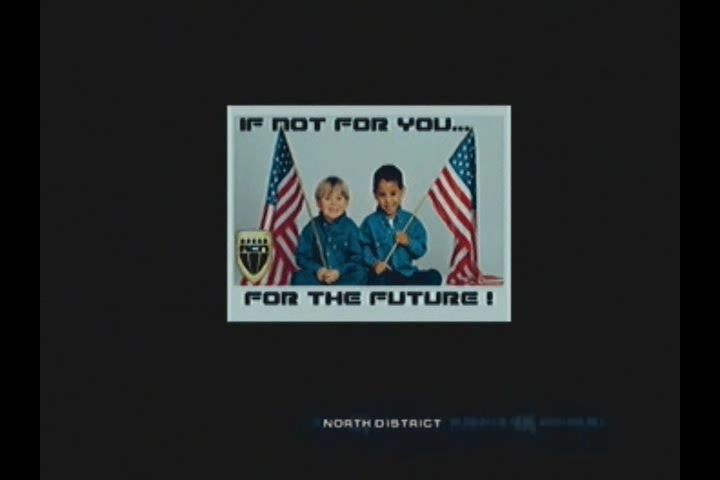 IF NOT FOR YOU...
FOR THE FUTURE !
NORTH DISTRICT